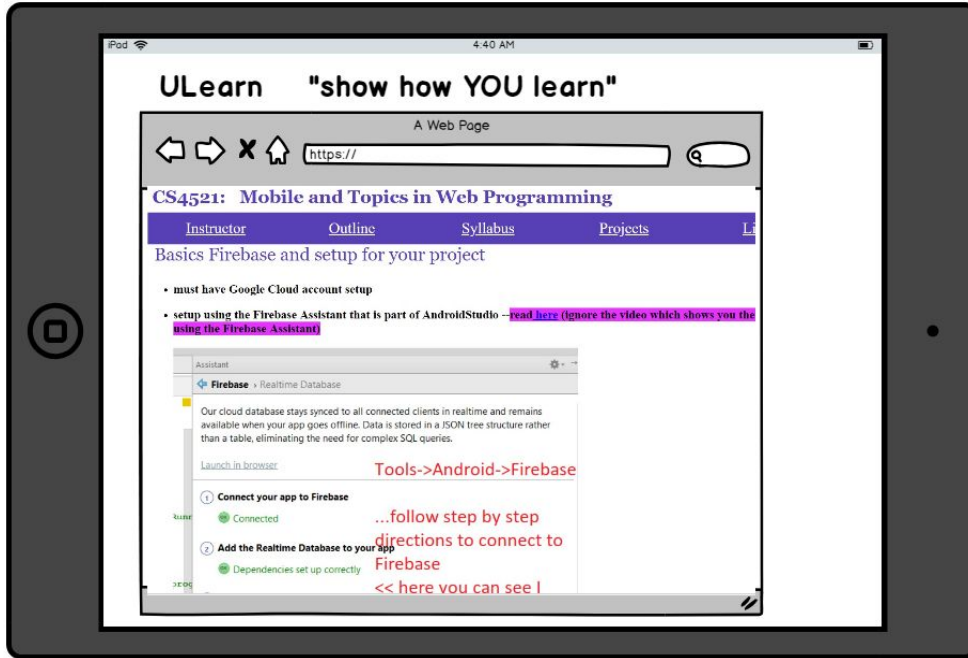 iPad 4:40 AM
ULearn "show how YOU learn"
A Web Page
https://
CS4521: Mobile and Topics in Web Programming
Instructor Outline Syllabus Projects Li
Basics Firebase and setup for your project
• must have Google Cloud account setup
• setup using the Firebase Assistant that is part of AndroidStudio --read here (ignore the video which shows you the
using the Firebase Assistant)
Assistant
Firebase › Realtime Database
Our cloud database stays synced to all connected clients in realtime and remains
available when your app goes offline. Data is stored in a JSON tree structure rather
than a table, eliminating the need for complex SQL queries.
Launch in browser
Tools->Android->Firebase
1 Connect your app to Firebase
Connected
...follow step by step
directions to connect to
2 Add the Realtime Database to your app
Firebase
Dependencies set up correctly
<< here you can see I